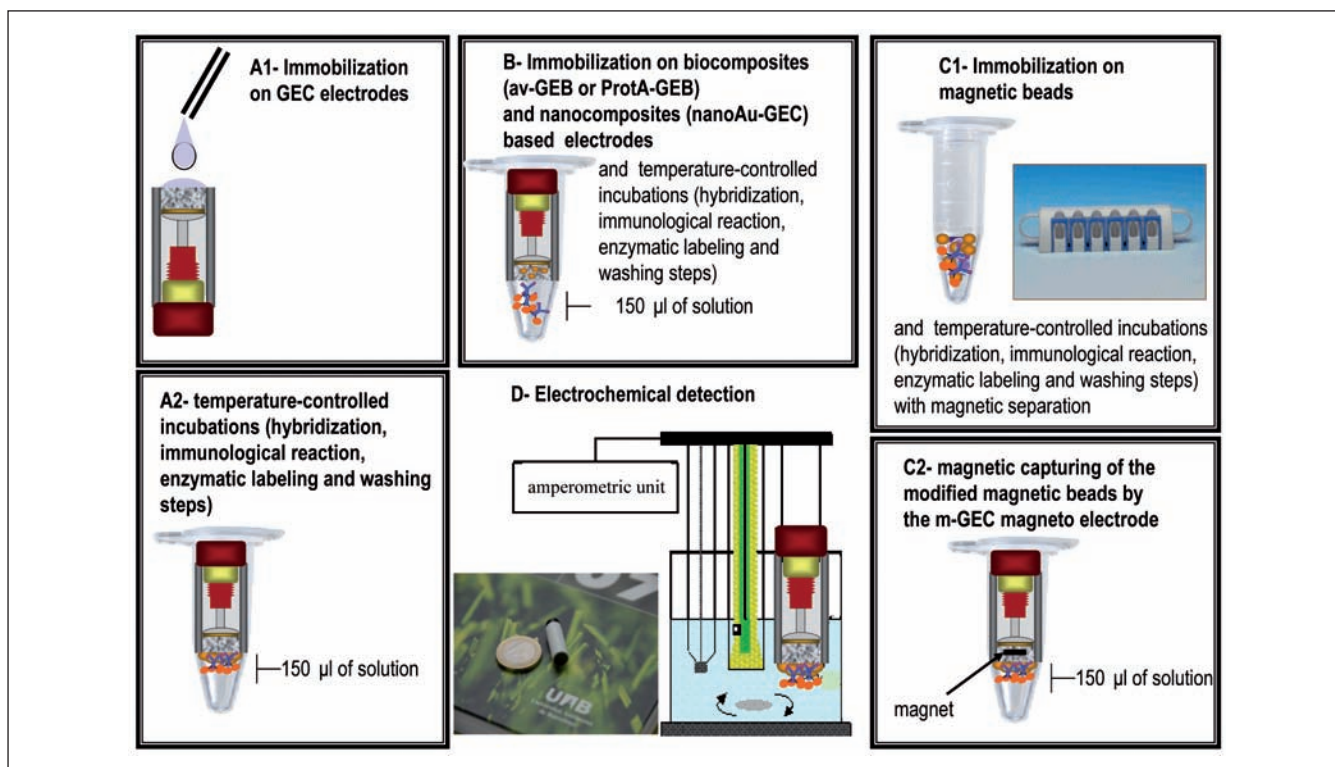 A1- Immobilization
on GEC electrodes
A2- temperature-controlled
incubations (hybridization,
immunological reaction,
enzymatic labeling and washing
steps)
150 µl of solution
B- Immobilization on biocomposites
(av-GEB or ProtA-GEB)
and nanocomposites (nanoAu-GEC)
based electrodes
and temperature-controlled
incubations (hybridization,
immunological reaction,
enzymatic labeling and
washing steps)
150 µl of solution
D- Electrochemical detection
amperometric unit
UAB
C1- Immobilization on
magnetic beads
and temperature-controlled incubations
(hybridization, immunological reaction,
enzymatic labeling and washing steps)
with magnetic separation
C2- magnetic capturing of the
modified magnetic beads by
the m-GEC magneto electrode
150 µl of solution
magnet